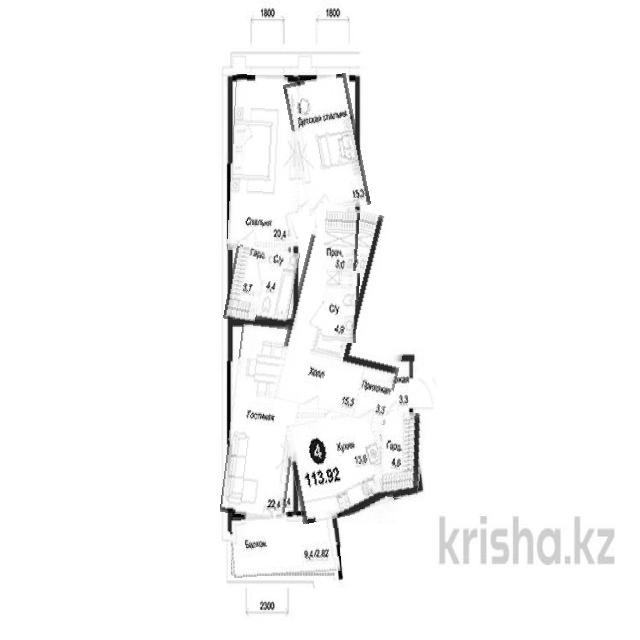 1800 1800
Детская спальня
15.3
Спальня
20.4
Гард. С/у
3.7 4.4
Прач.
3.0
С/у
4.9
Холл
15.5
Прихожая
3.3
3.3
Гостиная
22.4
4
113.92
Кухня
13.6
Гард.
4.6
Балкон
9.4/2.82
2300
krisha.kz